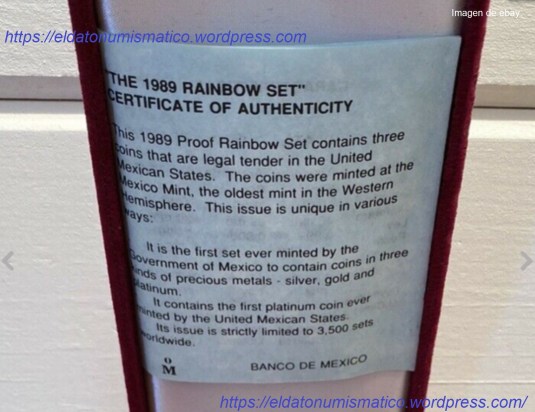 Imagen de ebay
https://eldatonumismatico.wordpress.com
"THE 1989 RAINBOW SET"
CERTIFICATE OF AUTHENTICITY
This 1989 Proof Rainbow Set contains three
coins that are legal tender in the United
Mexican States. The coins were minted at the
Mexico Mint, the oldest mint in the Western
Hemisphere. This issue is unique in various
ways:
It is the first set ever minted by the
Government of Mexico to contain coins in three
kinds of precious metals - silver, gold and
platinum.
It contains the first platinum coin ever
minted by the United Mexican States.
Its issue is strictly limited to 3,500 sets
worldwide.
o
M
BANCO DE MEXICO
https://eldatonumismatico.wordpress.com/